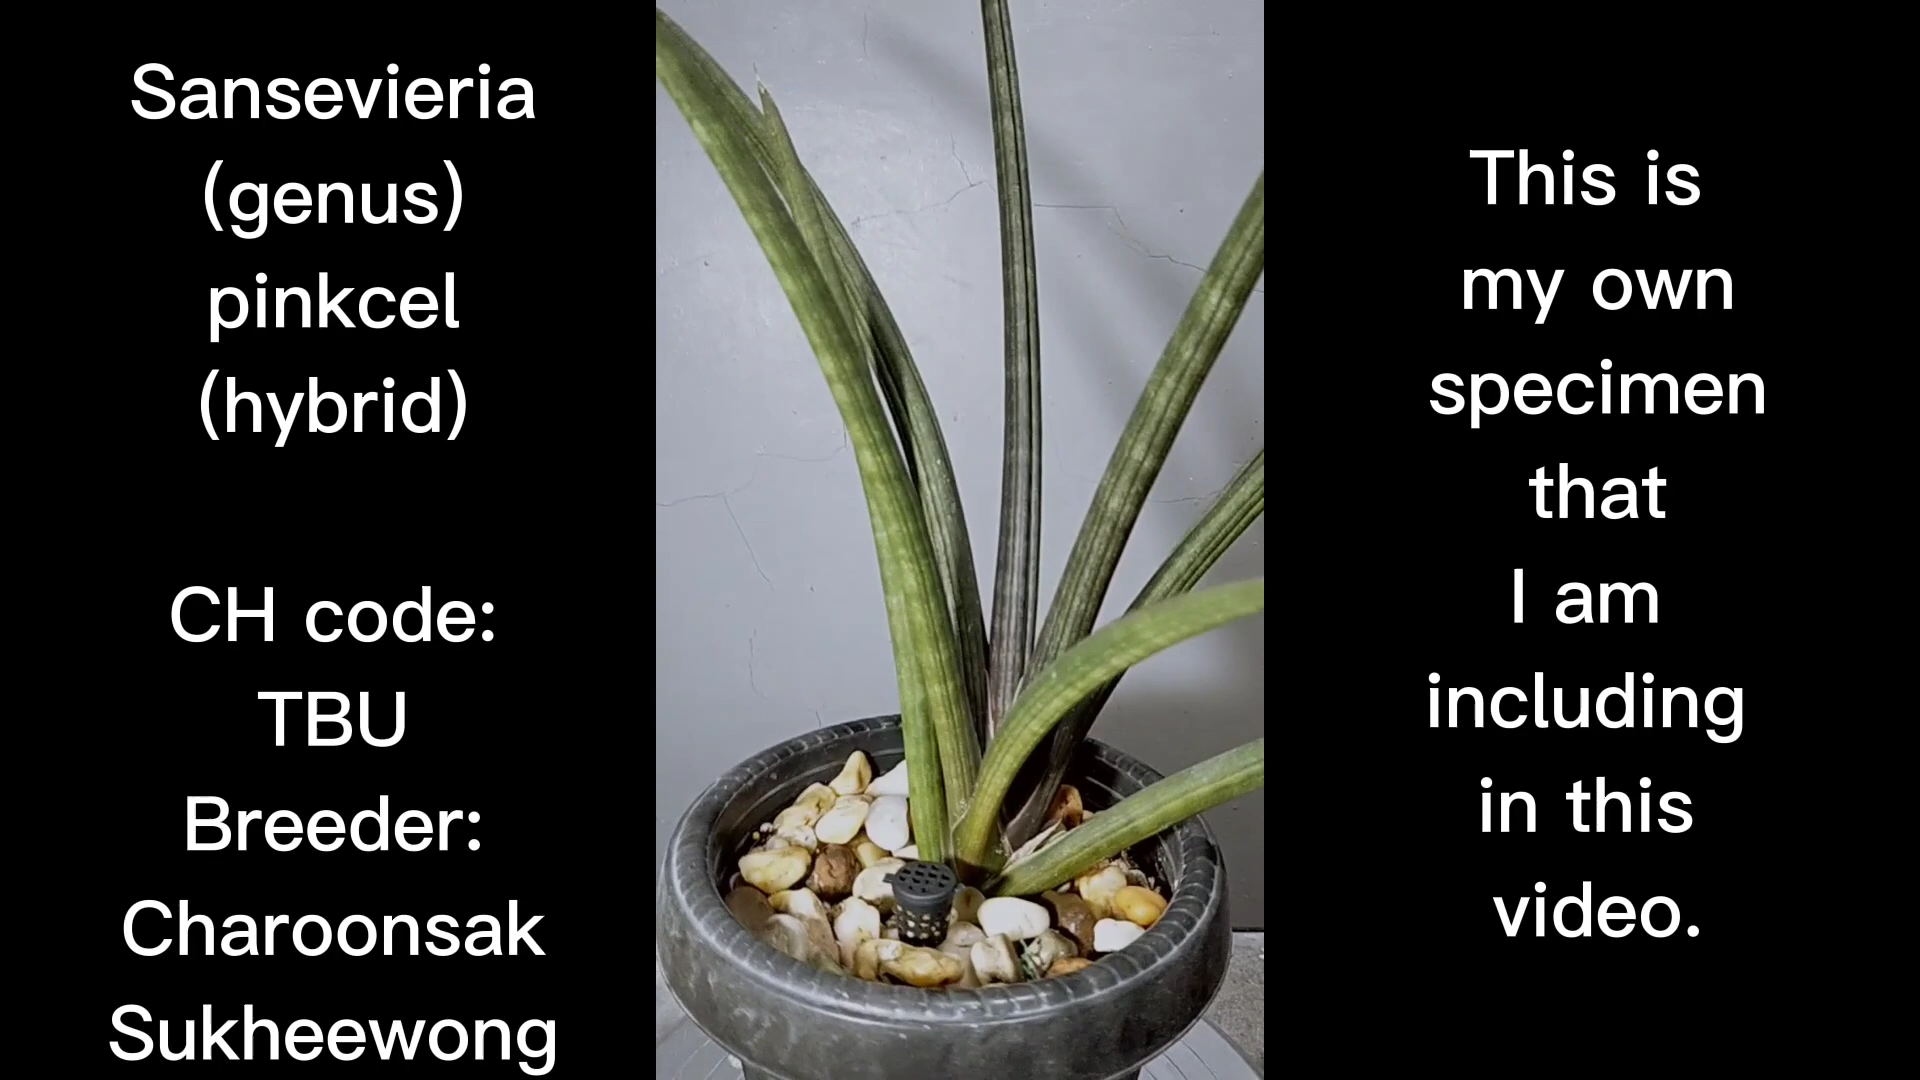 Sansevieria
(genus)
pinkcel
(hybrid)
CH code:
TBU
Breeder:
Charoonsak
Sukheewong
This is
my own
specimen
that
I am
including
in this
video.